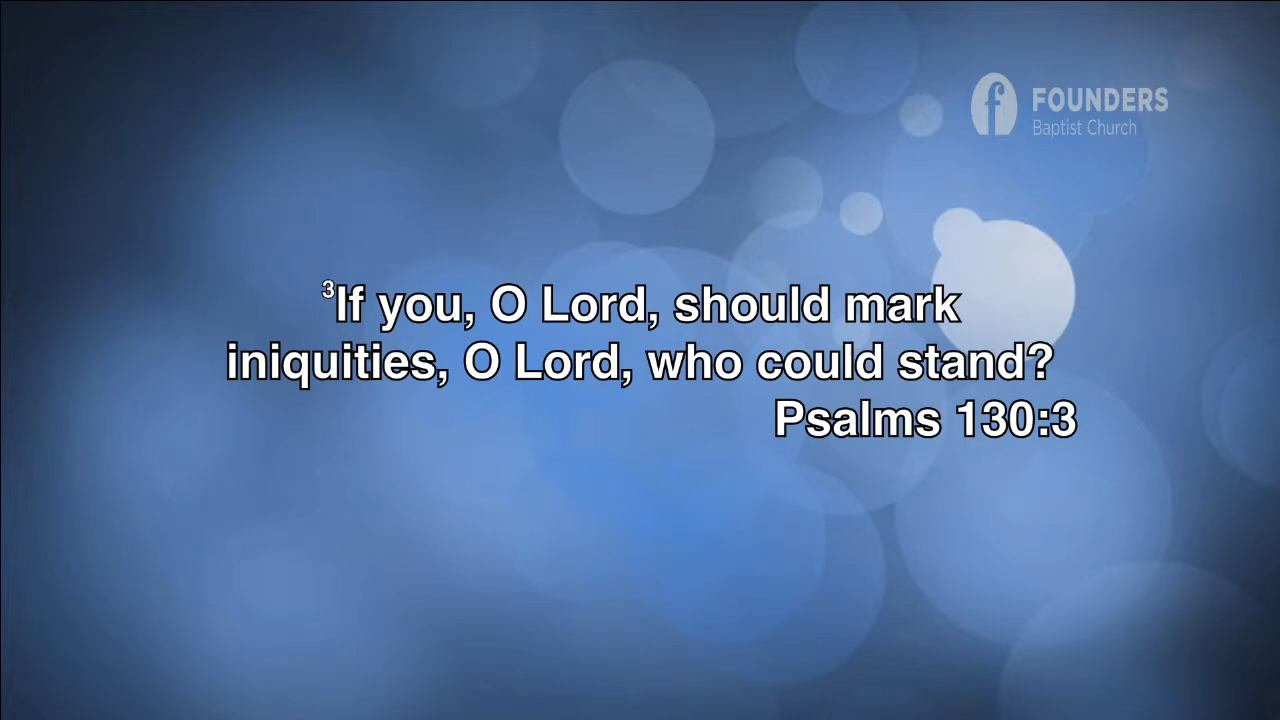 FOUNDERS
Baptist Church
³If you, O Lord, should mark
iniquities, O Lord, who could stand?
Psalms 130:3